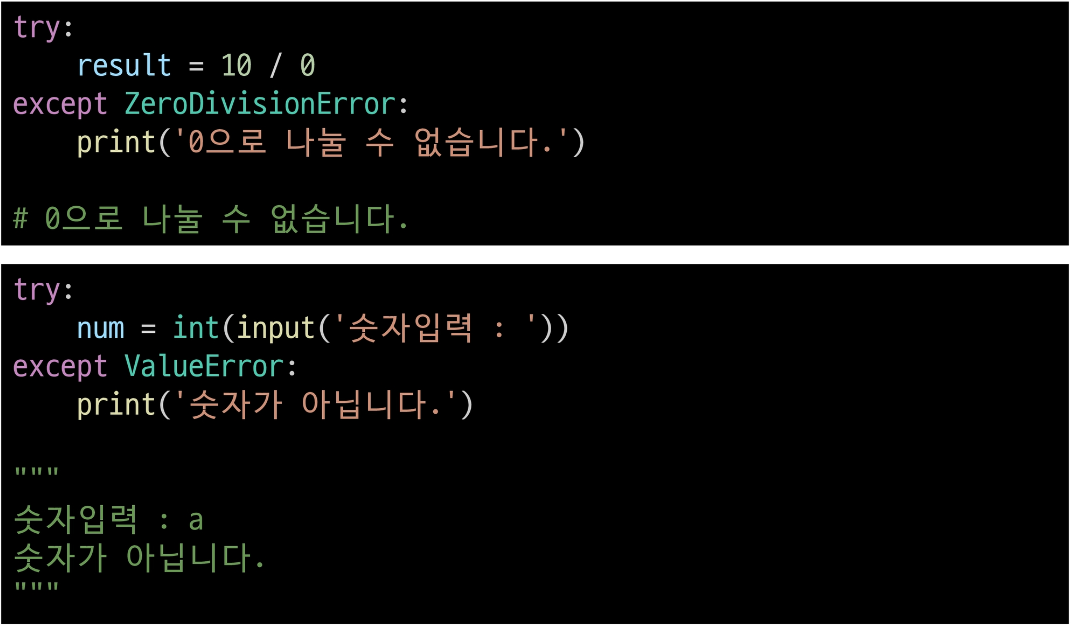 try:
    result = 10 / 0
except ZeroDivisionError:
    print('0으로 나눌 수 없습니다.')
# 0으로 나눌 수 없습니다.
try:
    num = int(input('숫자입력 : '))
except ValueError:
    print('숫자가 아닙니다.')
"""
숫자입력 : a
숫자가 아닙니다.
"""